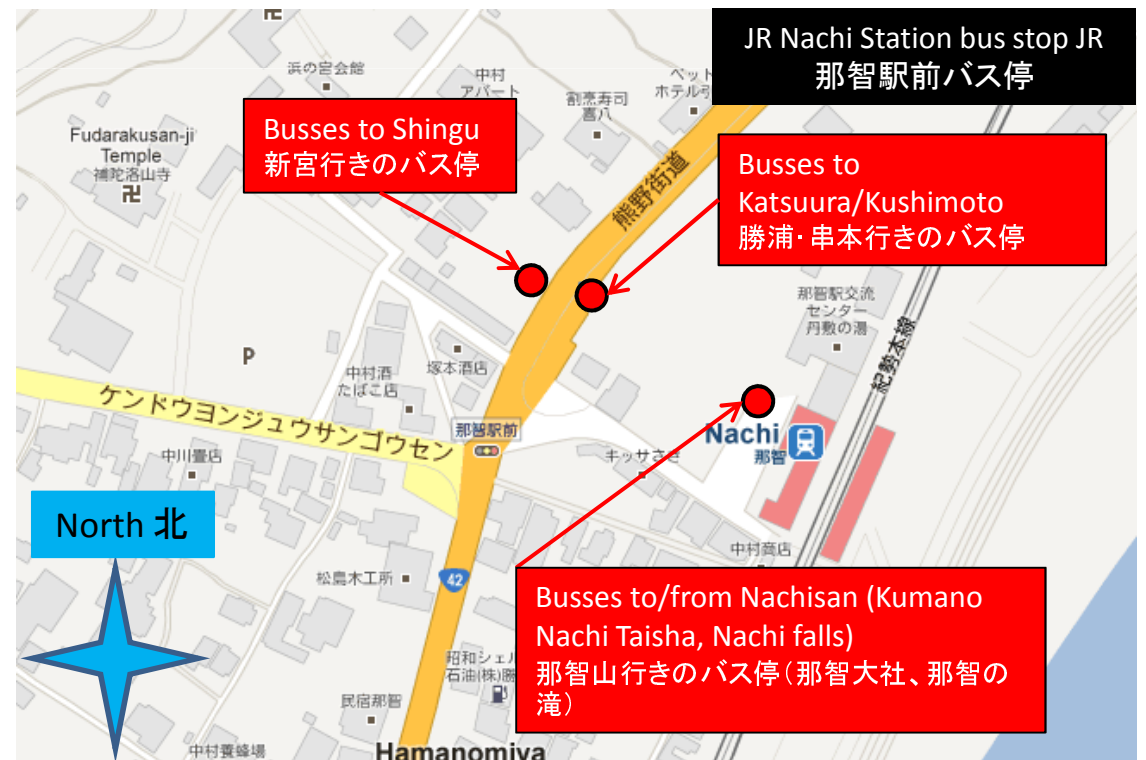 卍
JR Nachi Station bus stop JR
那智駅前バス停
浜の宮会館
中村
アパート
ペット
ホテル弓
割烹寿司
喜八
Fudarakusan-ji
Temple
補陀洛山寺
卍
Busses to Shingu
新宮行きのバス停
熊野街道
Busses to
Katsuura/Kushimoto
勝浦・串本行きのバス停
那智駅交流
センター
丹敷の湯
紀勢本線
P
中村酒
たばこ店
塚本酒店
ケンドウヨンジュウサンゴウセン
那智駅前
Nachi
那智
キッサささ
中川畳店
North 北
中村商店
松島木工所
42
Busses to/from Nachisan (Kumano
Nachi Taisha, Nachi falls)
那智山行きのバス停（那智大社、那智の
滝）
昭和シェル
石油(株)勝
民宿那智
中村養蜂場
Hamanomiya